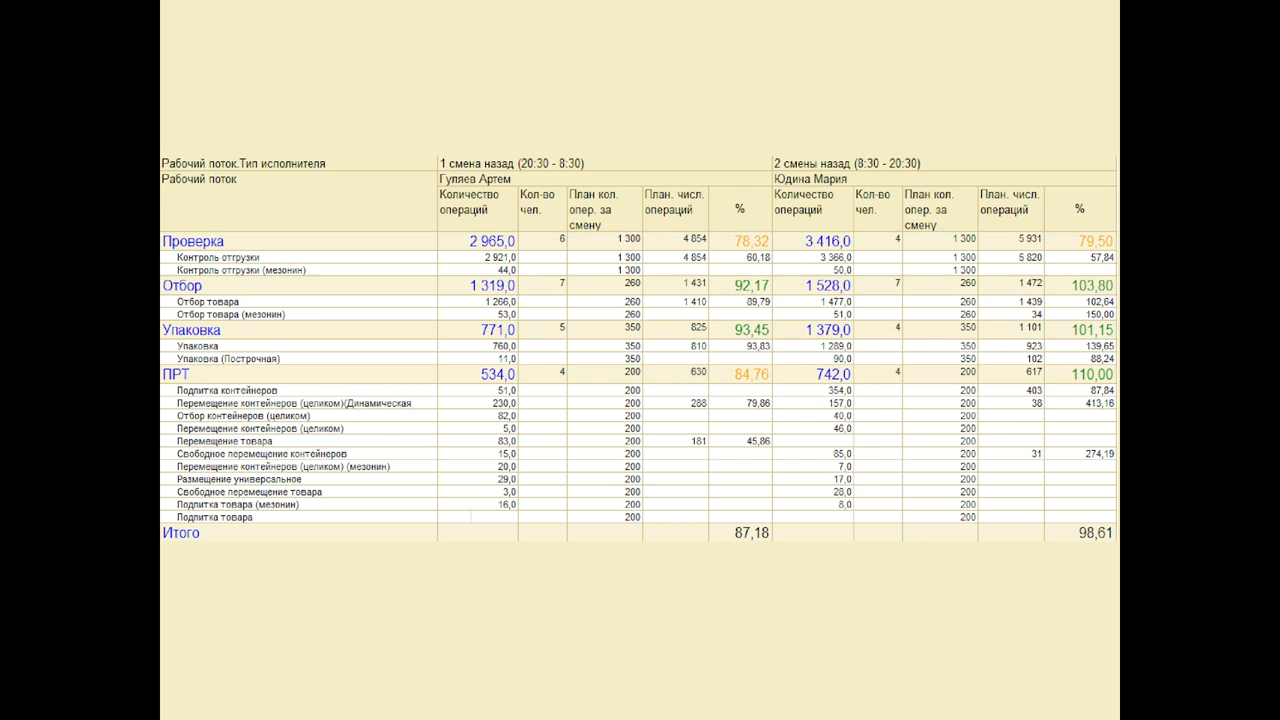 Рабочий поток.Тип исполнителя 1 смена назад (20:30 - 8:30) 2 смены назад (8:30 - 20:30)
Рабочий поток Гуляев Артем Юдина Мария
Количество операций Кол-во чел. План кол. опер. за смену План. числ. операций % Количество операций Кол-во чел. План кол. опер. за смену План. числ. операций %
Проверка 2 965,0 6 1 300 4 854 78,32 3 416,0 4 1 300 5 931 79,50
Контроль отгрузки 2 921,0 1 300 4 854 60,18 3 366,0 1 300 5 820 57,84
Контроль отгрузки (мезонин) 44,0 1 300 50,0 1 300
Отбор 1 319,0 7 260 1 431 92,17 1 528,0 7 260 1 472 103,80
Отбор товара 1 266,0 260 1 410 89,79 1 477,0 260 1 439 102,64
Отбор товара (мезонин) 53,0 260 51,0 260 34 150,00
Упаковка 771,0 5 350 825 93,45 1 379,0 4 350 1 101 101,15
Упаковка 760,0 350 810 93,83 1 289,0 350 923 139,65
Упаковка (Построчная) 11,0 350 90,0 350 102 88,24
ПРТ 534,0 4 200 630 84,76 742,0 4 200 617 110,00
Подпитка контейнеров 51,0 200 354,0 200 403 87,84
Перемещение контейнеров (целиком)(Динамическая 230,0 200 288 79,86 157,0 200 38 413,16
Отбор контейнеров (целиком) 82,0 200 40,0 200
Перемещение контейнеров (целиком) 5,0 200 46,0 200
Перемещение товара 83,0 200 181 45,86 200
Свободное перемещение контейнеров 15,0 200 85,0 200 31 274,19
Перемещение контейнеров (целиком) (мезонин) 20,0 200 7,0 200
Размещение универсальное 29,0 200 17,0 200
Свободное перемещение товара 3,0 200 28,0 200
Подпитка товара (мезонин) 16,0 200 8,0 200
Подпитка товара 200 200
Итого 87,18 98,61